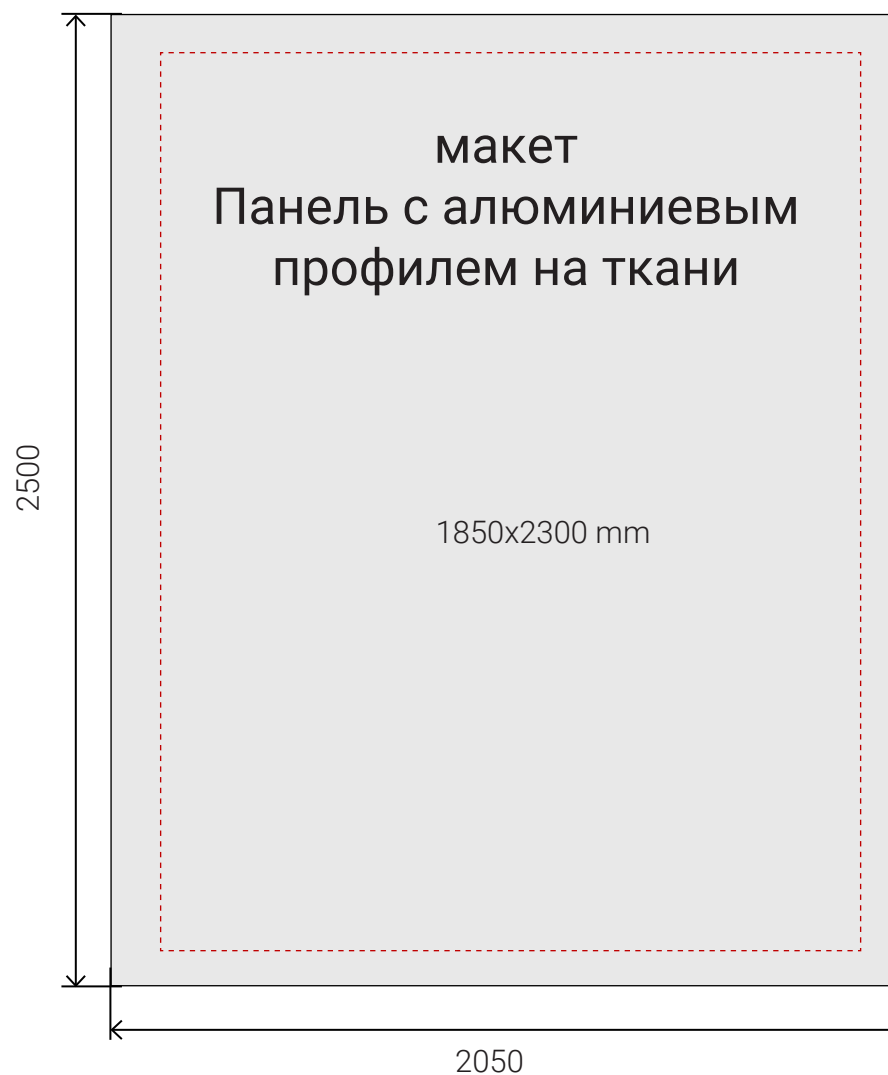 макет
Панель с алюминиевым
профилем на ткани
2500
1850x2300 mm
2050